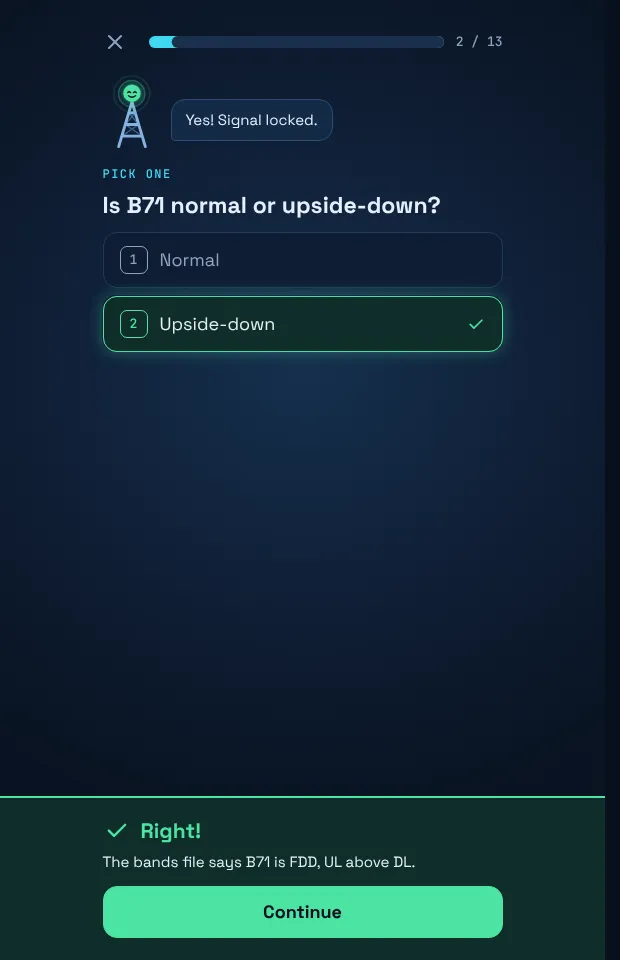 2 / 13
Yes! Signal locked.
PICK ONE
Is B71 normal or upside-down?
1 Normal
2 Upside-down
Right!
The bands file says B71 is FDD, UL above DL.
Continue